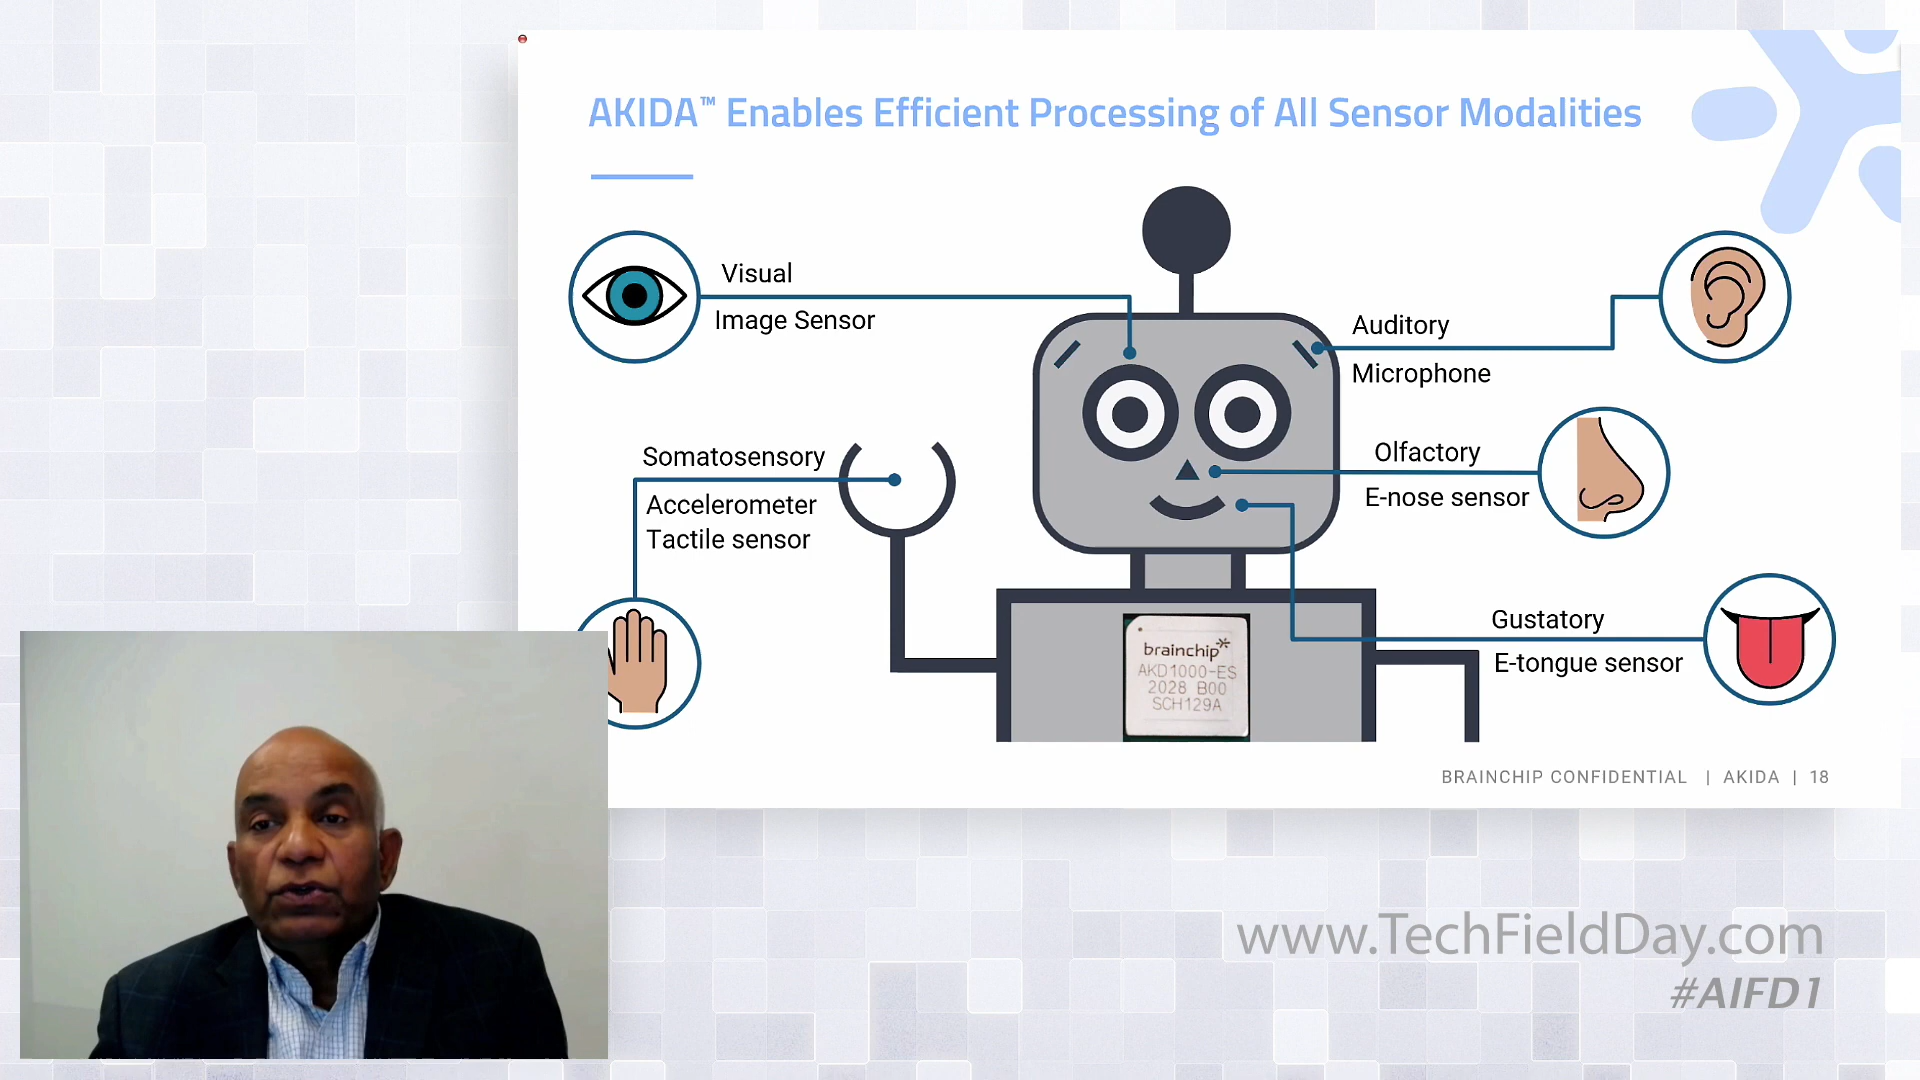 AKIDA™ Enables Efficient Processing of All Sensor Modalities
Visual
Image Sensor
Auditory
Microphone
Somatosensory
Accelerometer
Tactile sensor
Olfactory
E-nose sensor
Gustatory
E-tongue sensor
brainchip
AKD1000-ES
2028 B00
SCH129A
BRAINCHIP CONFIDENTIAL | AKIDA | 18
www.TechFieldDay.com
#AIFD1